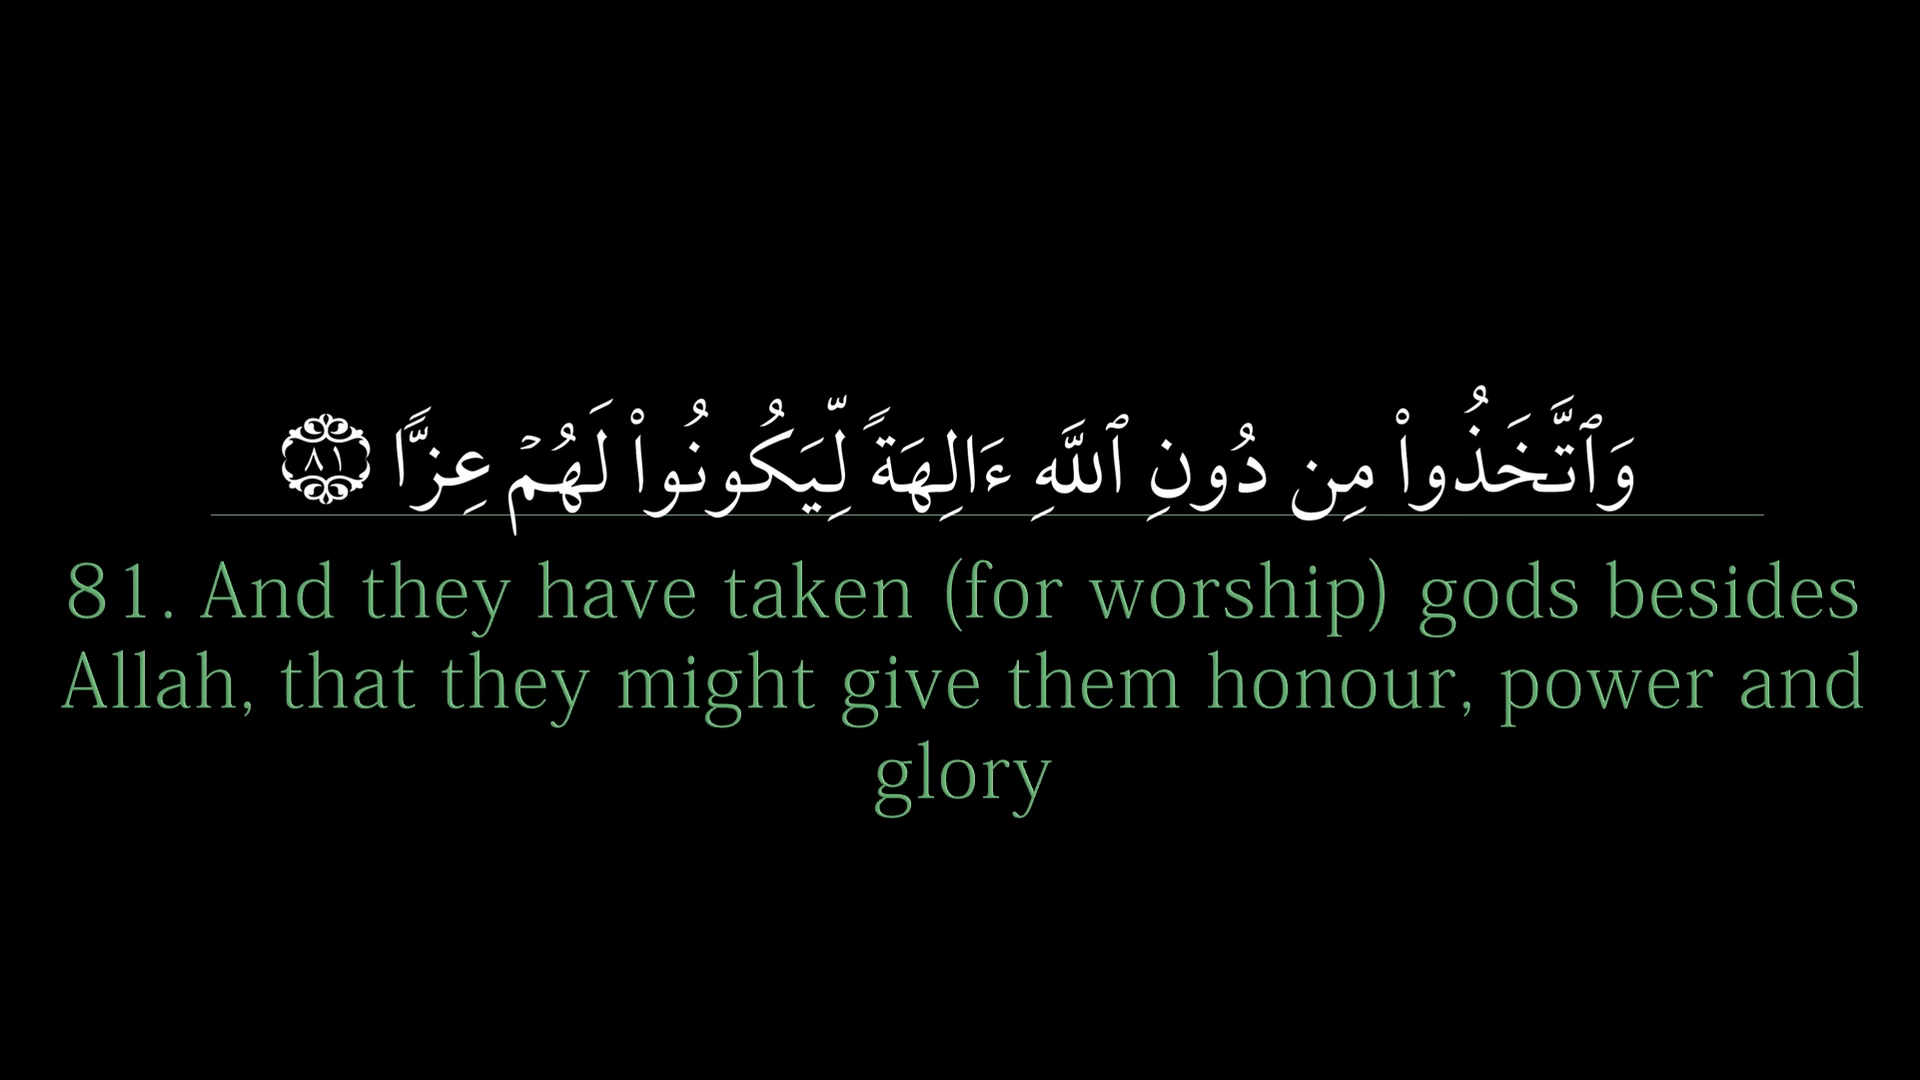 وَٱتَّخَذُوا۟ مِن دُونِ ٱللَّهِ ءَالِهَةً لِّيَكُونُوا۟ لَهُمۡ عِزًّا ٨١
81. And they have taken (for worship) gods besides
Allah, that they might give them honour, power and
glory